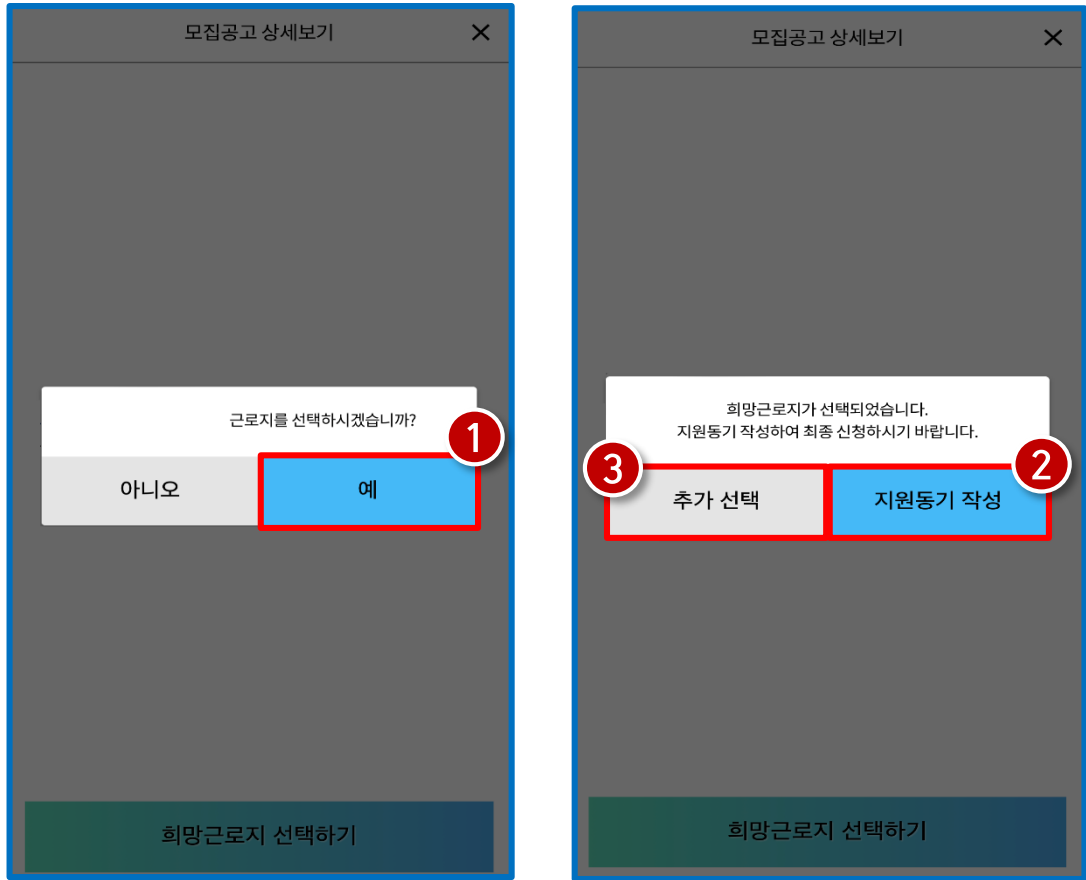 모집공고 상세보기 ×
근로지를 선택하시겠습니까?
1
아니오 예
희망근로지 선택하기
모집공고 상세보기 ×
희망근로지가 선택되었습니다.
지원동기 작성하여 최종 신청하시기 바랍니다.
3 2
추가 선택 지원동기 작성
희망근로지 선택하기